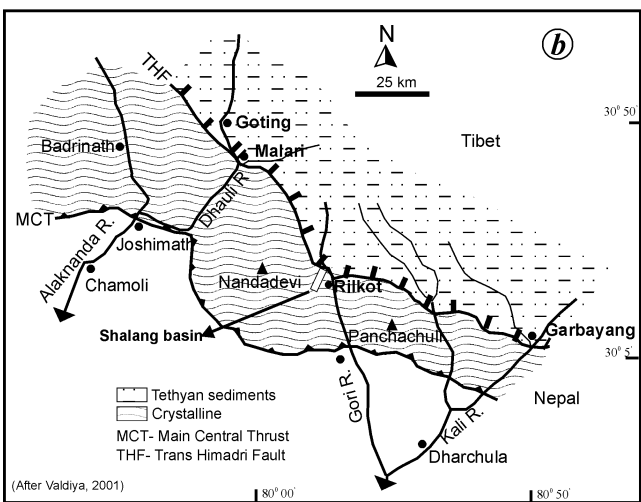 N
b
25 km
THF
30° 50'
Goting
Malari
Tibet
Badrinath
Dhauli R.
MCT
Joshimath
Alaknanda R.
Chamoli
Nandadevi
Rilkot
Shalang basin
Panchachuli
Garbayang
30° 5'
Tethyan sediments
Crystalline
Gori R.
Nepal
MCT- Main Central Thrust
Kali R.
THF- Trans Himadri Fault
Dharchula
(After Valdiya, 2001)
80° 00'
80° 50'